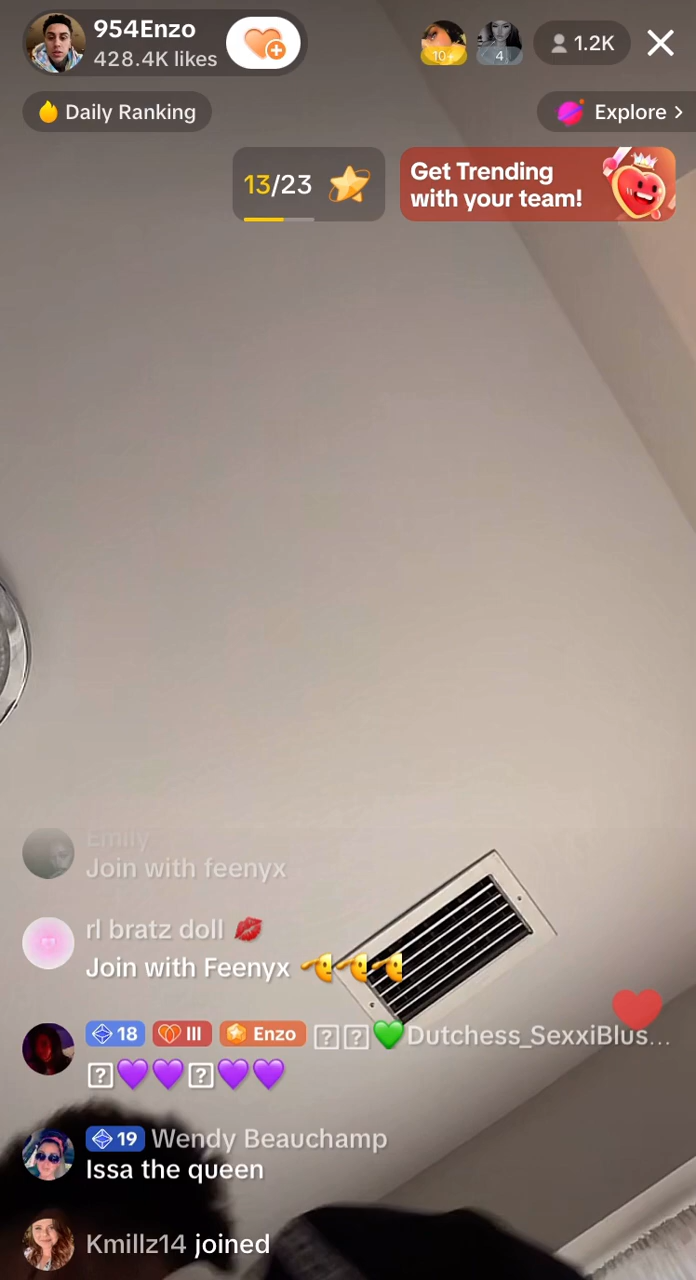 954Enzo
428.4K likes
10+
4
1.2K
Daily Ranking
Explore >
13/23
Get Trending
with your team!
Emily
Join with feenyx
rl bratz doll 💋
Join with Feenyx 🫤🫤🫤
18 III Enzo 💚Dutchess_SexxiBlus...
💜💜💜💜
19 Wendy Beauchamp
Issa the queen
Kmillz14 joined